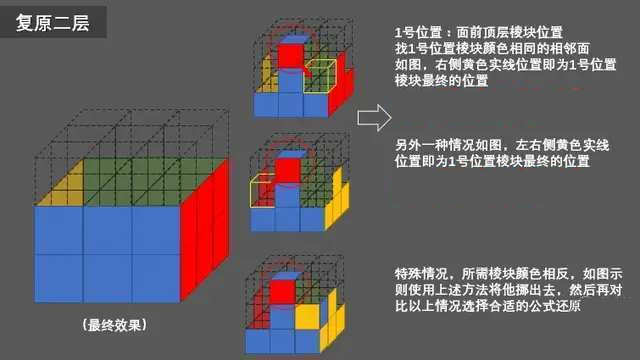 复原二层
1号位置：面前顶层棱块位置
找1号位置棱块颜色相同的相邻面
如图，右侧黄色实线位置即为1号位置
棱块最终的位置
另外一种情况如图，左右侧黄色实线
位置即为1号位置棱块最终的位置
特殊情况，所需棱块颜色相反，如图示
则使用上述方法将他挪出去，然后再对
比以上情况选择合适的公式还原
（最终效果）